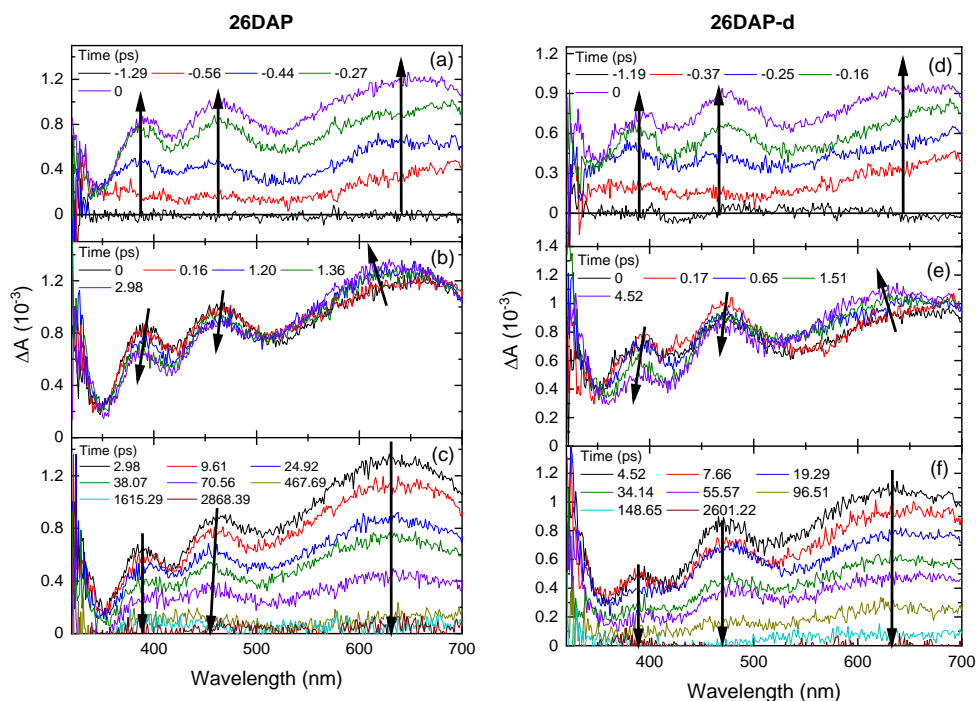 26DAP
26DAP-d
Time (ps)
-1.29 -0.56 -0.44 -0.27
0
(a)
1.2
0.8
0.4
0
Time (ps)
0 0.16 1.20 1.36
2.98
(b)
1.2
0.8
0.4
0
Time (ps)
2.98 9.61 24.92
38.07 70.56 467.69
1615.29 2868.39
(c)
1.2
0.8
0.4
0
400 500 600 700
Wavelength (nm)
ΔA (10⁻³)
Time (ps)
-1.19 -0.37 -0.25 -0.16
0
(d)
1.2
0.9
0.6
0.3
0
Time (ps)
0 0.17 0.65 1.51
4.52
(e)
1.4
1.2
1.0
0.8
0.6
0.4
0.2
0
Time (ps)
4.52 7.66 19.29
34.14 55.57 96.51
148.65 2601.22
(f)
1.2
1.0
0.8
0.6
0.4
0.2
0
400 500 600 700
Wavelength (nm)
ΔA (10⁻³)